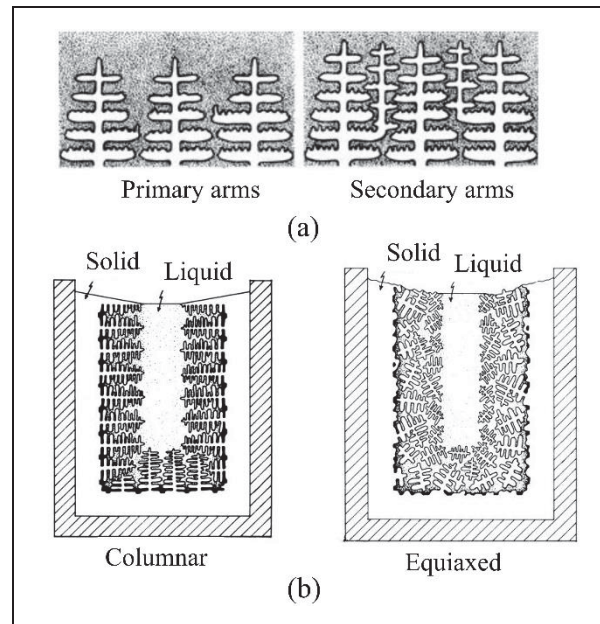 Primary arms
Secondary arms
(a)
Solid
Liquid
Solid
Liquid
Columnar
Equiaxed
(b)